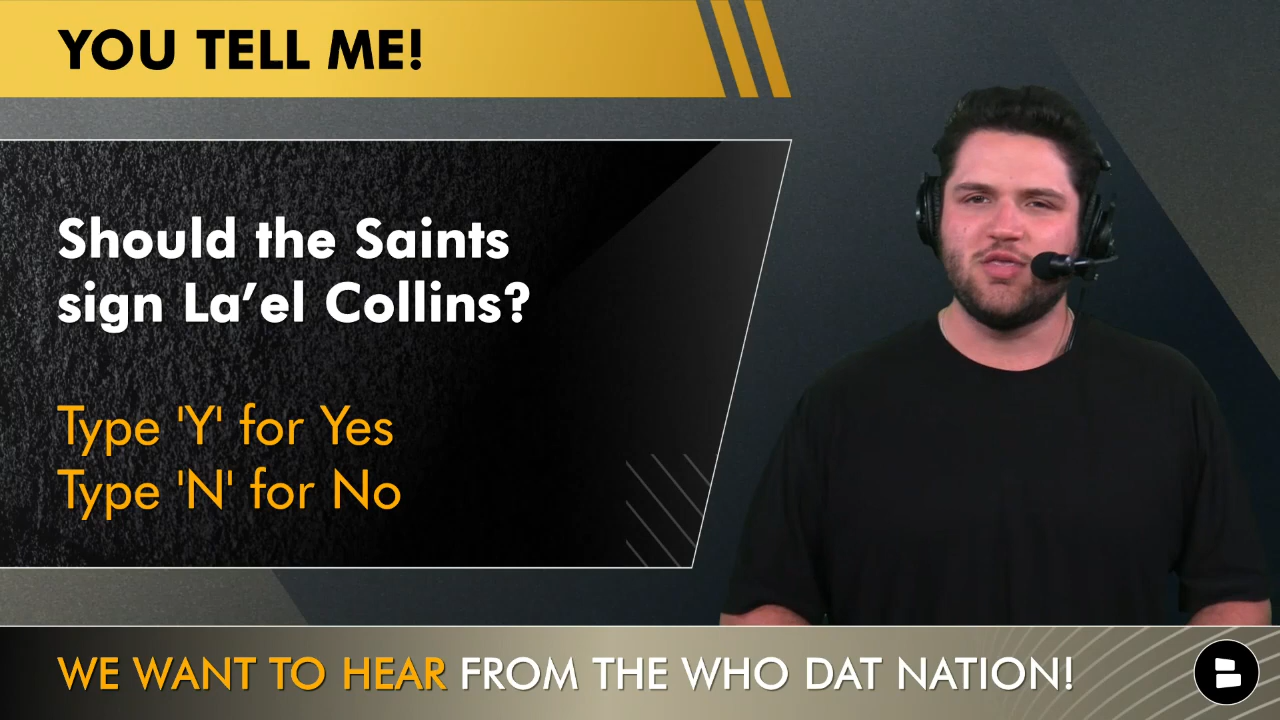 YOU TELL ME!
Should the Saints
sign La’el Collins?
Type 'Y' for Yes
Type 'N' for No
WE WANT TO HEAR FROM THE WHO DAT NATION!